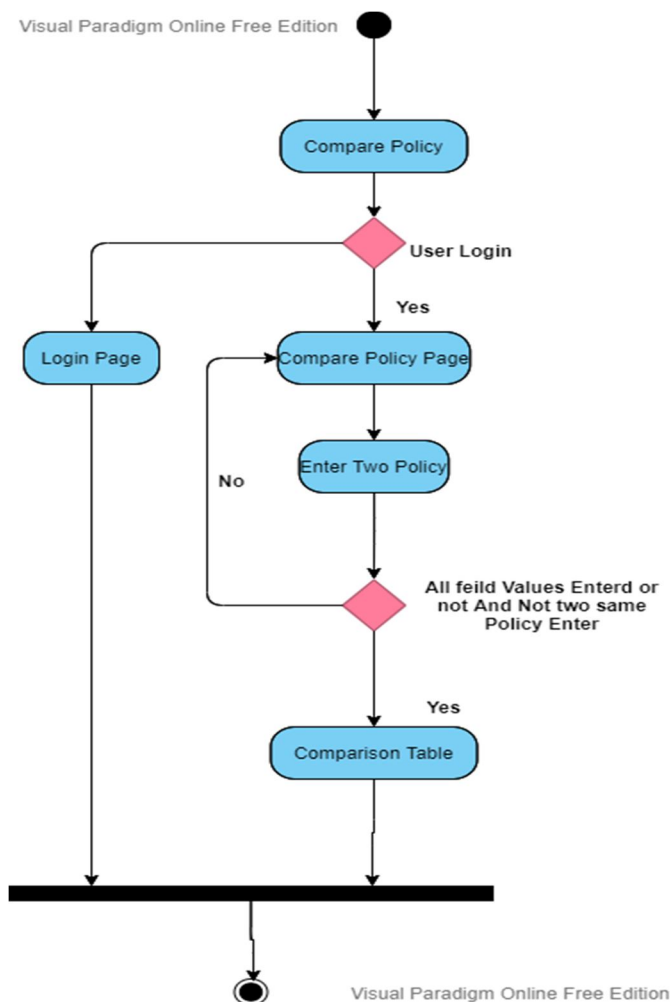 Visual Paradigm Online Free Edition
Compare Policy
User Login
Yes
Login Page
Compare Policy Page
Enter Two Policy
No
All feild Values Enterd or
not And Not two same
Policy Enter
Yes
Comparison Table
Visual Paradigm Online Free Edition